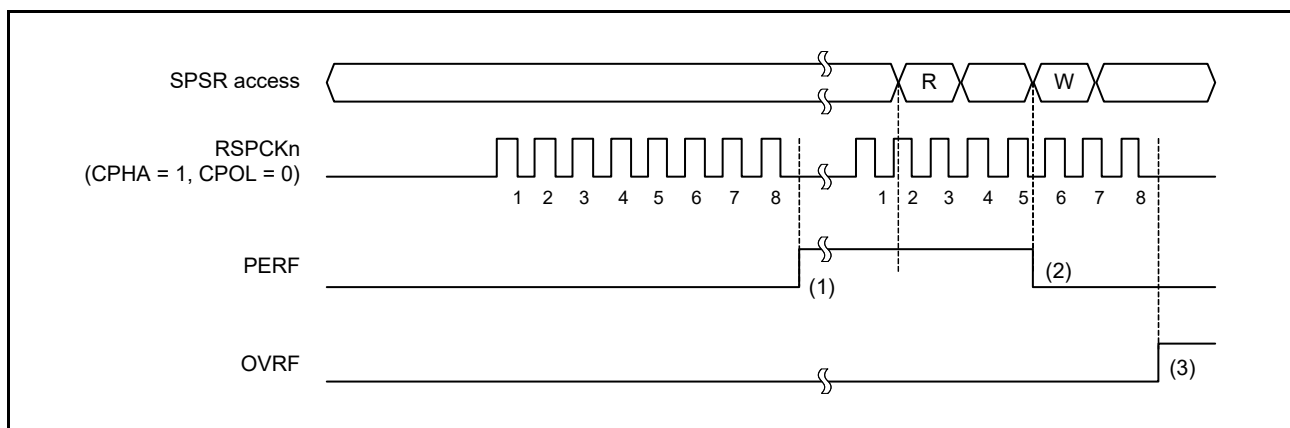 SPSR access
R
W
RSPCKn
(CPHA = 1, CPOL = 0)
1 2 3 4 5 6 7 8 1 2 3 4 5 6 7 8
PERF
(1)
(2)
OVRF
(3)